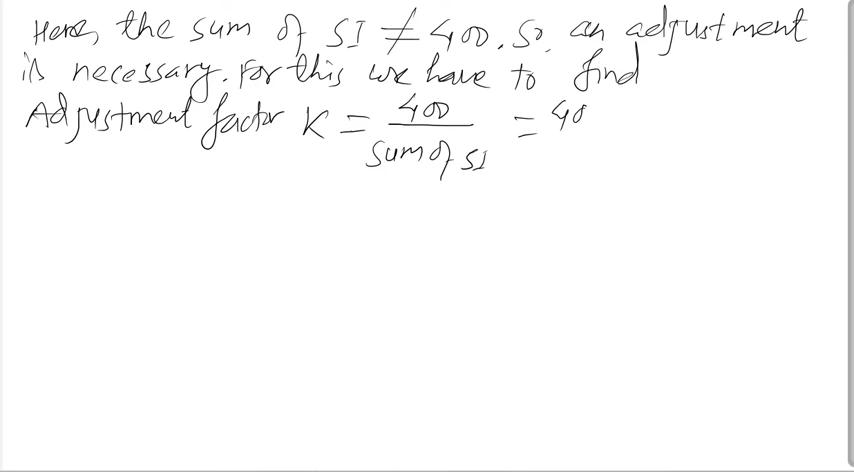 Here, the sum of SI ≠ 400. So, an adjustment
is necessary. For this we have to find
Adjustment factor K = 400 / sum of SI = 40